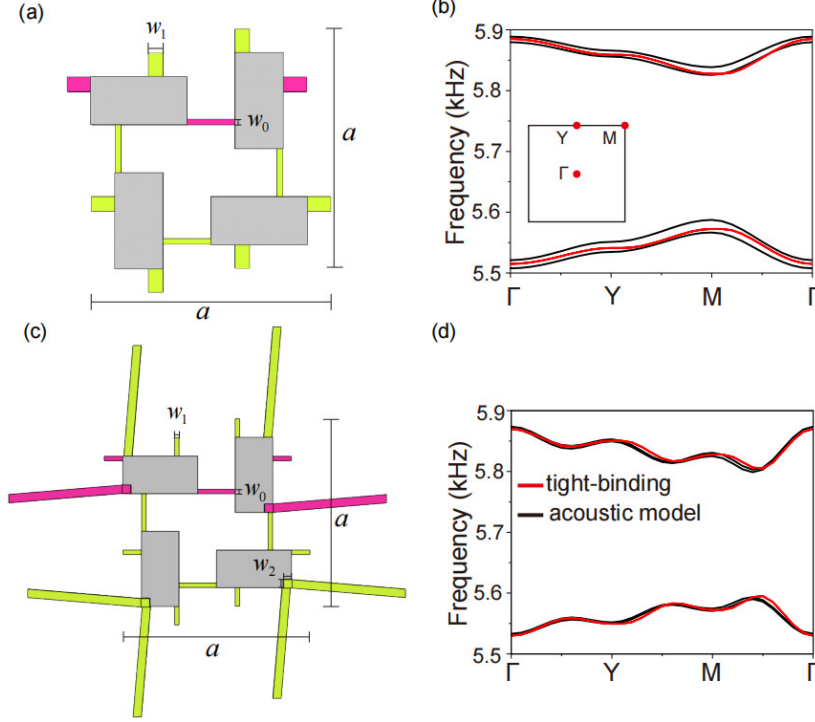 (a)
w₁
w₀
a
a
(b)
Frequency (kHz)
5.9
5.8
5.7
5.6
5.5
Y
M
Γ
Γ
Y
M
Γ
(c)
w₁
w₀
a
w₂
a
(d)
Frequency (kHz)
5.9
5.8
5.7
5.6
5.5
tight-binding
acoustic model
Γ
Y
M
Γ